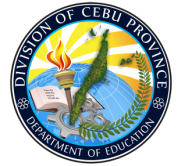 DIVISION OF CEBU PROVINCE
DEPARTMENT OF EDUCATION